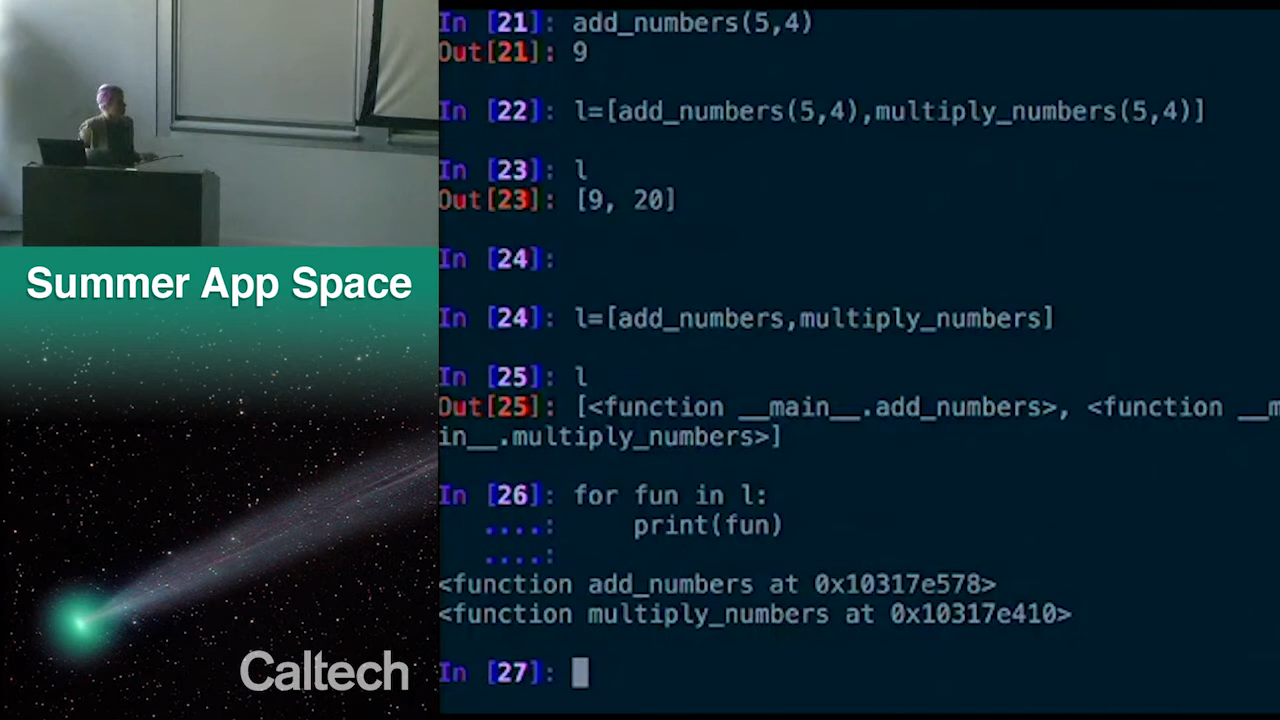 In [21]: add_numbers(5,4)
Out[21]: 9
In [22]: l=[add_numbers(5,4),multiply_numbers(5,4)]
In [23]: l
Out[23]: [9, 20]
In [24]:
In [24]: l=[add_numbers,multiply_numbers]
In [25]: l
Out[25]: [<function __main__.add_numbers>, <function __m
in__.multiply_numbers>]
In [26]: for fun in l:
....:     print(fun)
....:
<function add_numbers at 0x10317e578>
<function multiply_numbers at 0x10317e410>
In [27]:
Summer App Space
Caltech